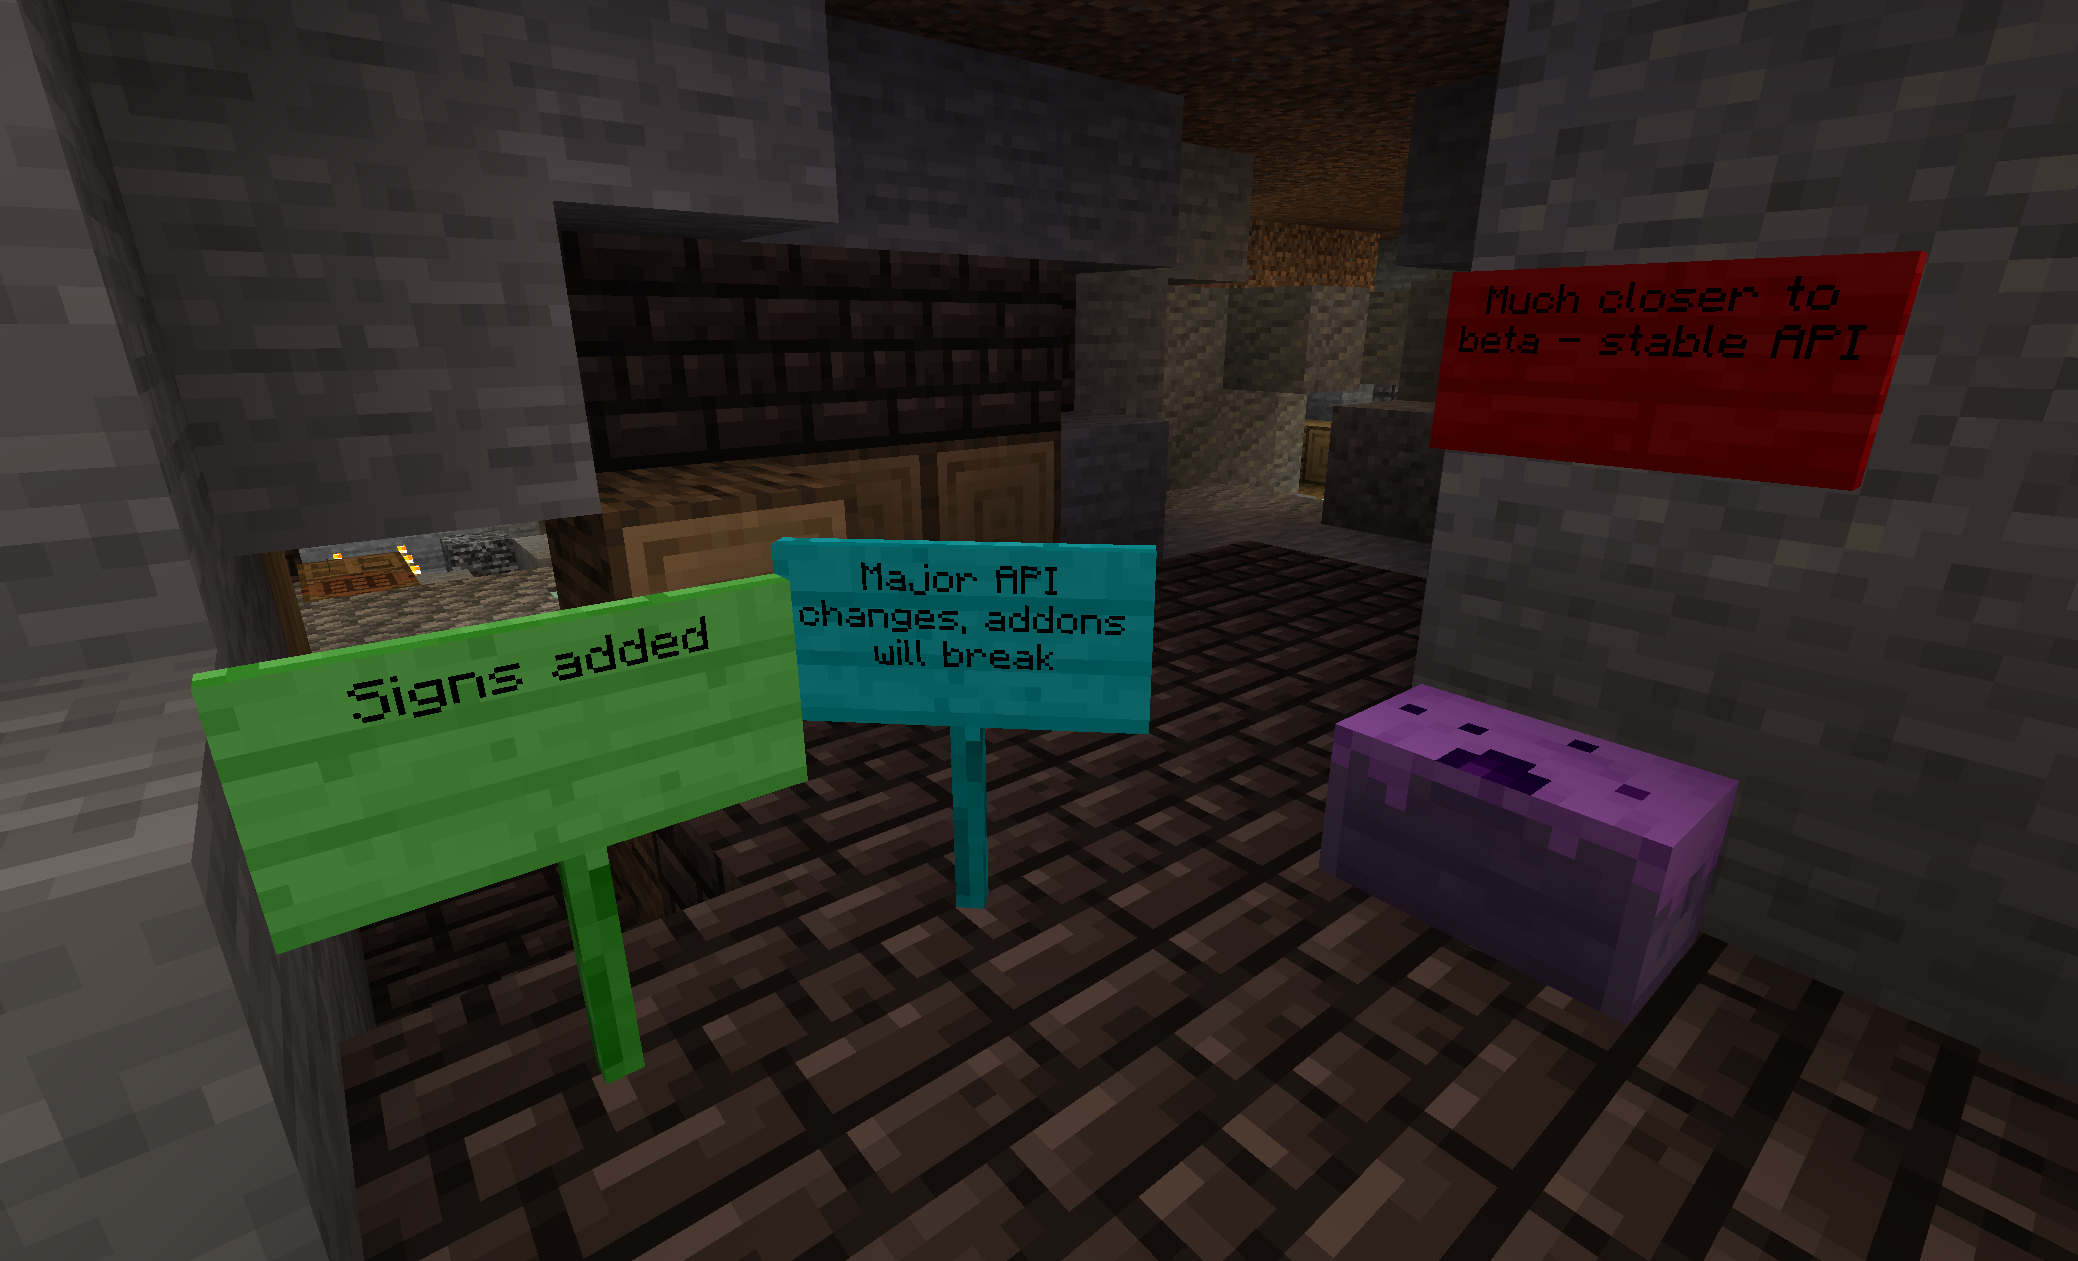 Signs added
Major API
changes, addons
will break
Much closer to
beta - stable API